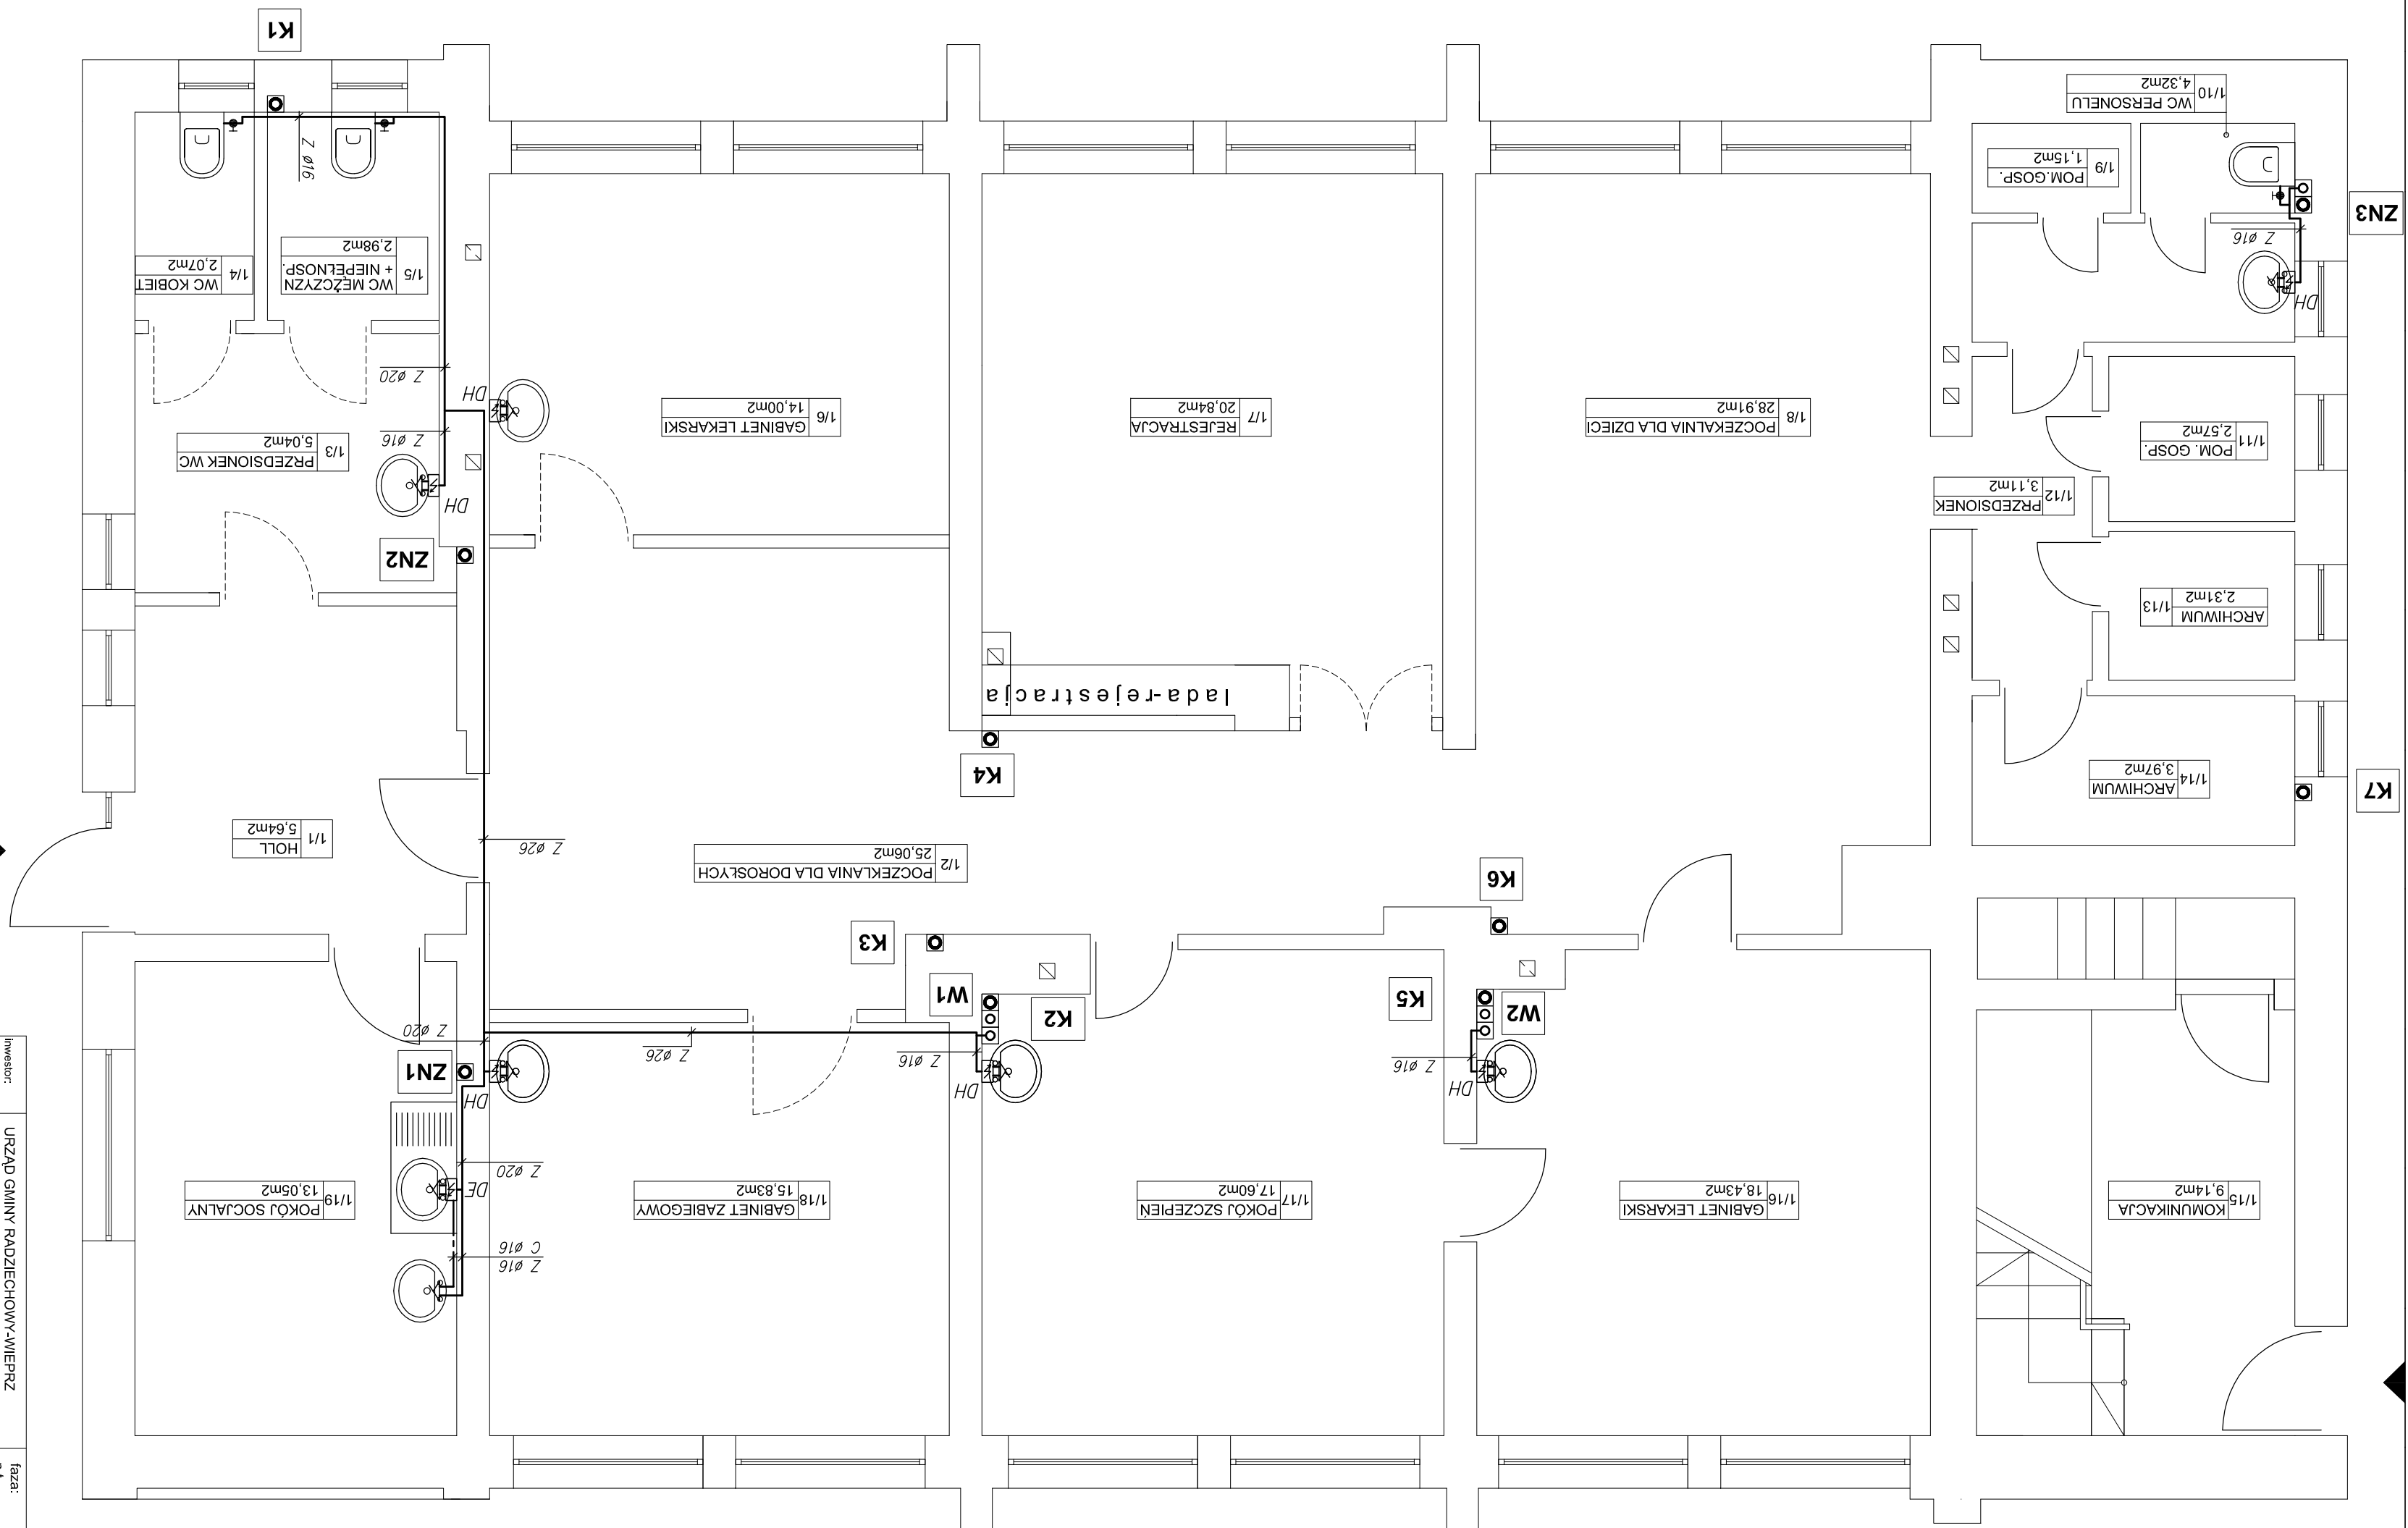 K1
1/10 WC PERSONELU
4,32m2
1/9 POM.GOSP.
1,15m2
ZN3
Z ø16
DH
Z ø16
1/4 WC KOBIET
2,07m2
1/5 WC MĘŻCZYZN
+ NIEPEŁNOSP.
2,98m2
Z ø20
DH
Z ø16
1/3 PRZEDSIONEK WC
5,04m2
DH
ZN2
1/6 GABINET LEKARSKI
14,00m2
1/7 REJESTRACJA
20,84m2
1/8 POCZEKALNIA DLA DZIECI
28,91m2
1/11 POM. GOSP.
2,57m2
1/12 PRZEDSIONEK
3,11m2
1/13 ARCHIWUM
2,31m2
lada-rejestracja
K4
1/14 ARCHIWUM
3,97m2
K7
1/1 HOLL
5,64m2
Z ø26
1/2 POCZEKLANIA DLA DOROSŁYCH
25,06m2
K6
K3
W1
K2
K5
W2
Z ø20
Z ø26
Z ø16
Z ø16
ZN1
DH
DH
DH
Z ø20
DE
Z ø16
C ø16
1/19 POKÓJ SOCJALNY
13,05m2
1/18 GABINET ZABIEGOWY
15,83m2
1/17 POKÓJ SZCZEPIEŃ
17,60m2
1/16 GABINET LEKARSKI
18,43m2
1/15 KOMUNIKACJA
9,14m2
inwestor:
URZĄD GMINY RADZIECHOWY-WIEPRZ
faza: